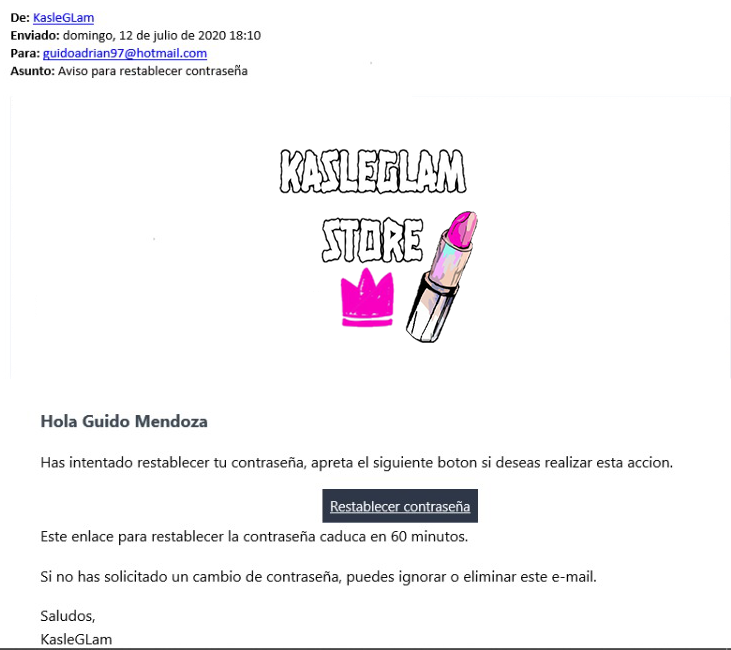 De: KasleGLam
Enviado: domingo, 12 de julio de 2020 18:10
Para: guidoadrian97@hotmail.com
Asunto: Aviso para restablecer contraseña
KASLEGLAM
STORE
Hola Guido Mendoza
Has intentado restablecer tu contraseña, apreta el siguiente boton si deseas realizar esta accion.
Restablecer contraseña
Este enlace para restablecer la contraseña caduca en 60 minutos.
Si no has solicitado un cambio de contraseña, puedes ignorar o eliminar este e-mail.
Saludos,
KasleGLam